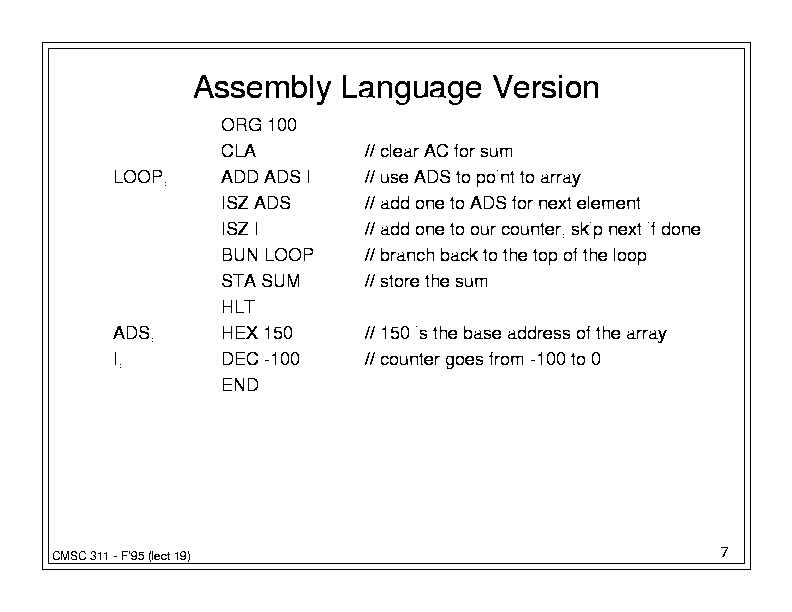 Assembly Language Version
ORG 100
CLA // clear AC for sum
LOOP, ADD ADS I // use ADS to point to array
ISZ ADS // add one to ADS for next element
ISZ I // add one to our counter, skip next if done
BUN LOOP // branch back to the top of the loop
STA SUM // store the sum
HLT
ADS, HEX 150 // 150 is the base address of the array
I, DEC -100 // counter goes from -100 to 0
END
CMSC 311 - F'95 (lect 19) 7